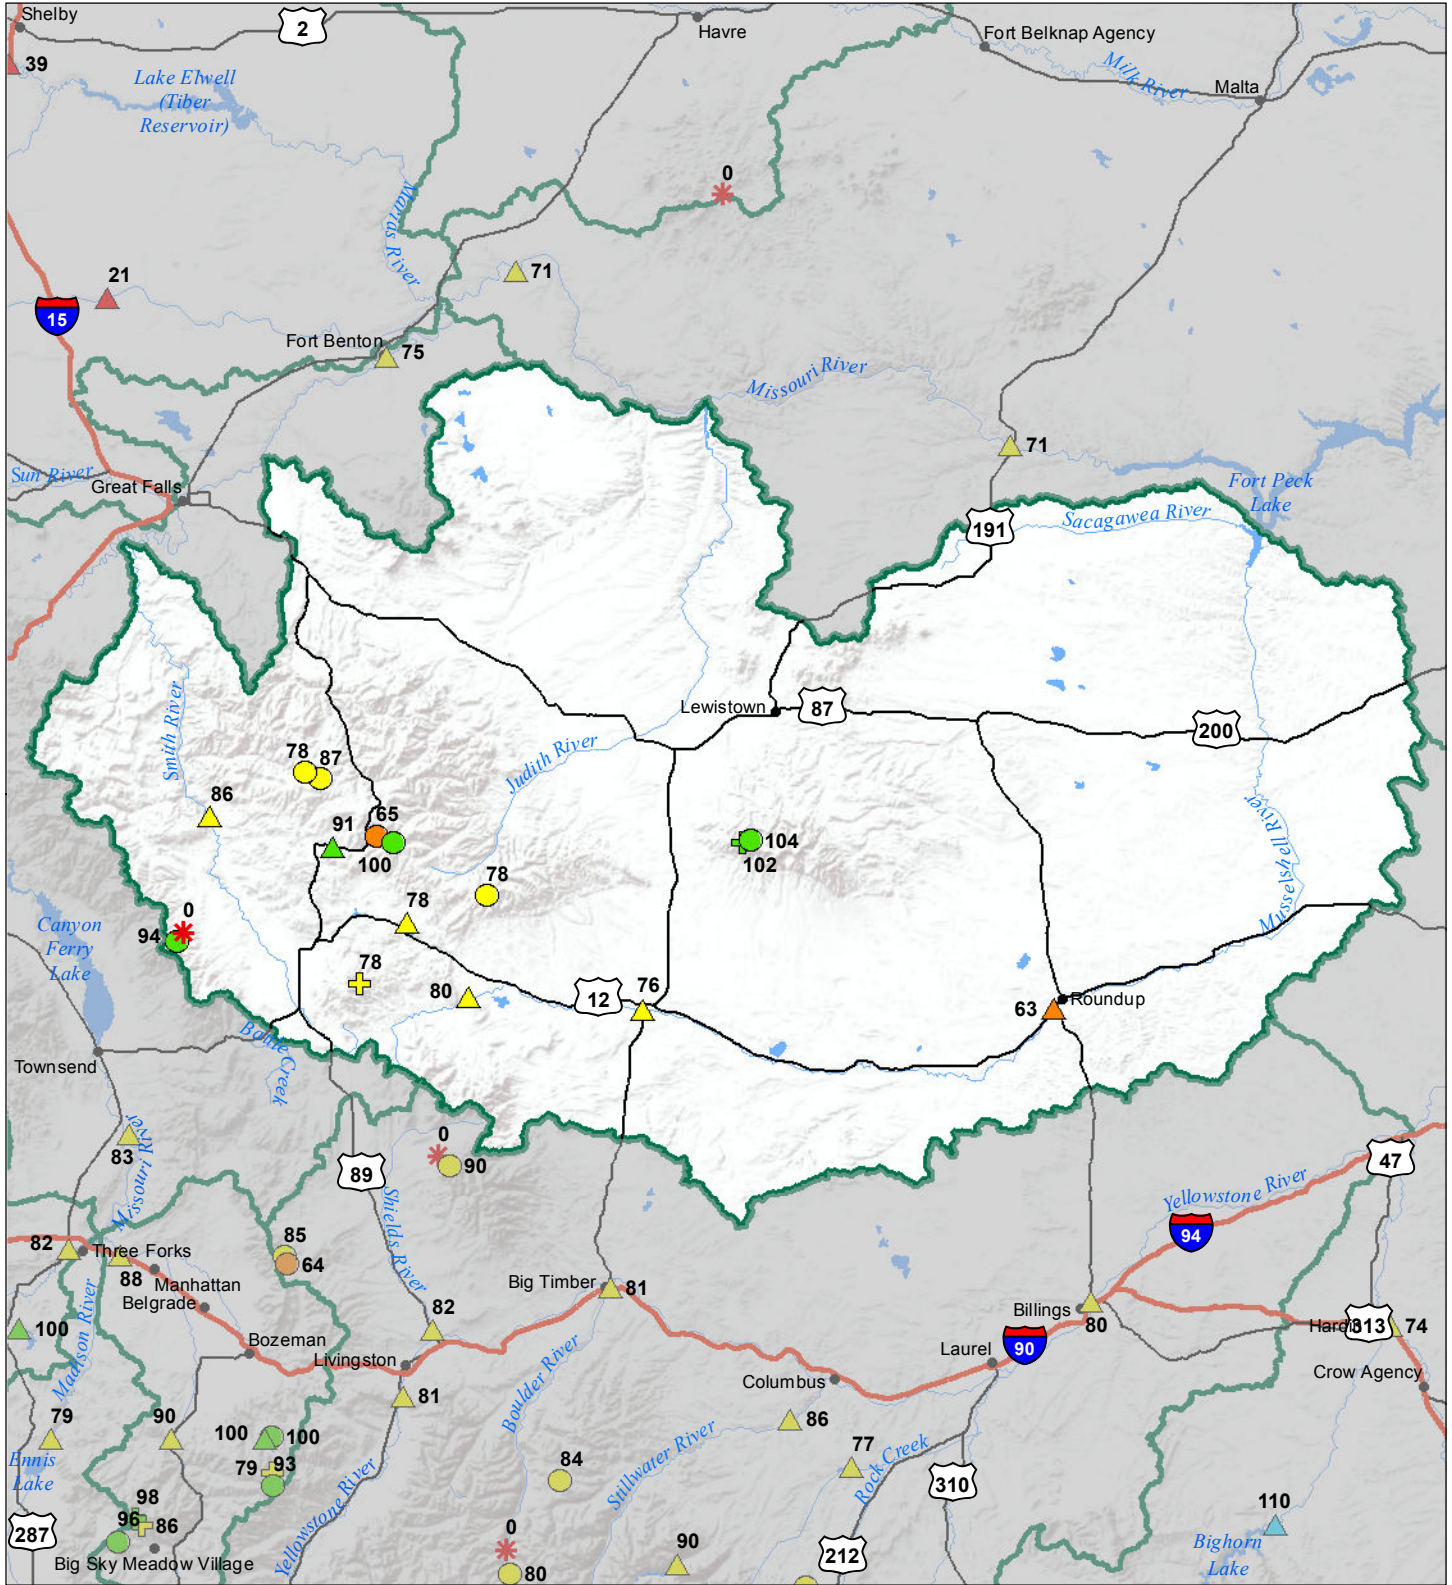 Shelby
2
Havre
Fort Belknap Agency
39
Lake Elwell
(Tiber
Reservoir)
Milk River
Malta
0
Marias River
21
71
15
Fort Benton
75
Missouri River
71
Sun River
Great Falls
Fort Peck
Lake
191
Sacagawea River
Smith River
Lewistown
87
200
Judith River
78
87
86
91
65
100
104
102
Musselshell River
78
78
0
94
Canyon
Ferry
Lake
78
80
12
76
63
Roundup
Battle Creek
Townsend
83
Missouri River
0
90
89
Shields River
47
Yellowstone River
94
82
Three Forks
88
Manhattan
Belgrade
85
64
Big Timber
81
Billings
80
100
Madison River
82
Bozeman
Livingston
Laurel
90
Hardin
313
74
Boulder River
Columbus
Crow Agency
81
79
90
100
100
86
Stillwater River
77
Rock Creek
Ennis
Lake
79
93
84
310
98
96
86
Yellowstone River
0
90
110
287
Big Sky Meadow Village
80
212
Bighorn
Lake